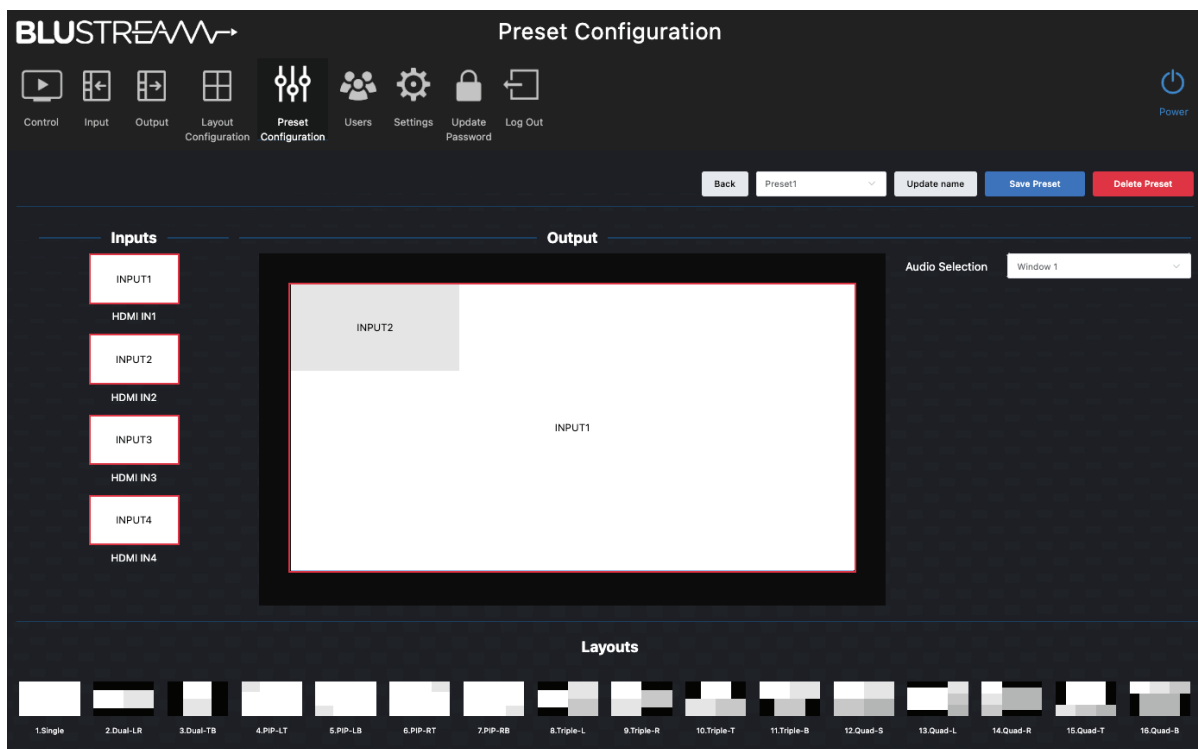 BLUSTREAM
Preset Configuration
Control
Input
Output
Layout
Configuration
Preset
Configuration
Users
Settings
Update
Password
Log Out
Power
Back
Preset1
Update name
Save Preset
Delete Preset
Inputs
Output
INPUT1
HDMI IN1
INPUT2
HDMI IN2
INPUT3
HDMI IN3
INPUT4
HDMI IN4
INPUT2
INPUT1
Audio Selection
Window 1
Layouts
1.Single
2.Dual-LR
3.Dual-TB
4.PIP-LT
5.PIP-LB
6.PIP-RT
7.PIP-RB
8.Triple-L
9.Triple-R
10.Triple-T
11.Triple-B
12.Quad-S
13.Quad-L
14.Quad-R
15.Quad-T
16.Quad-B